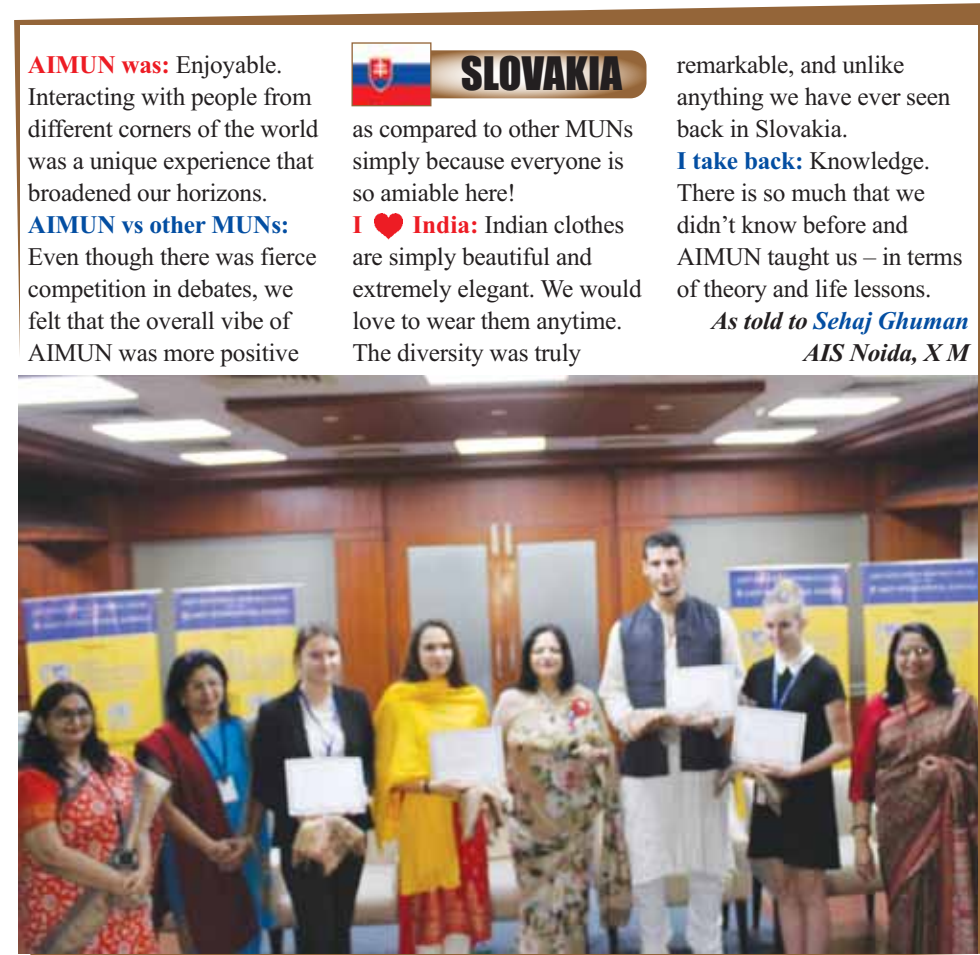 AIMUN was: Enjoyable.
Interacting with people from
different corners of the world
was a unique experience that
broadened our horizons.
AIMUN vs other MUNs:
Even though there was fierce
competition in debates, we
felt that the overall vibe of
AIMUN was more positive
SLOVAKIA
as compared to other MUNs
simply because everyone is
so amiable here!
I ❤ India: Indian clothes
are simply beautiful and
extremely elegant. We would
love to wear them anytime.
The diversity was truly
remarkable, and unlike
anything we have ever seen
back in Slovakia.
I take back: Knowledge.
There is so much that we
didn’t know before and
AIMUN taught us – in terms
of theory and life lessons.
As told to Sehaj Ghuman
AIS Noida, X M